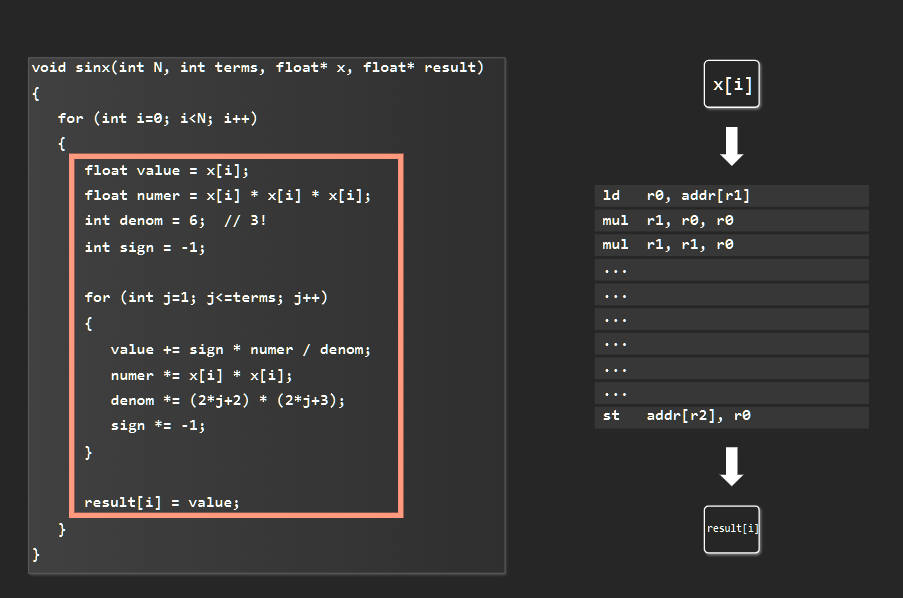 void sinx(int N, int terms, float* x, float* result)
{
for (int i=0; i<N; i++)
{
float value = x[i];
float numer = x[i] * x[i] * x[i];
int denom = 6;  // 3!
int sign = -1;
for (int j=1; j<=terms; j++)
{
value += sign * numer / denom;
numer *= x[i] * x[i];
denom *= (2*j+2) * (2*j+3);
sign *= -1;
}
result[i] = value;
}
}
x[i]
ld r0, addr[r1]
mul r1, r0, r0
mul r1, r1, r0
...
...
...
...
...
...
st addr[r2], r0
result[i]